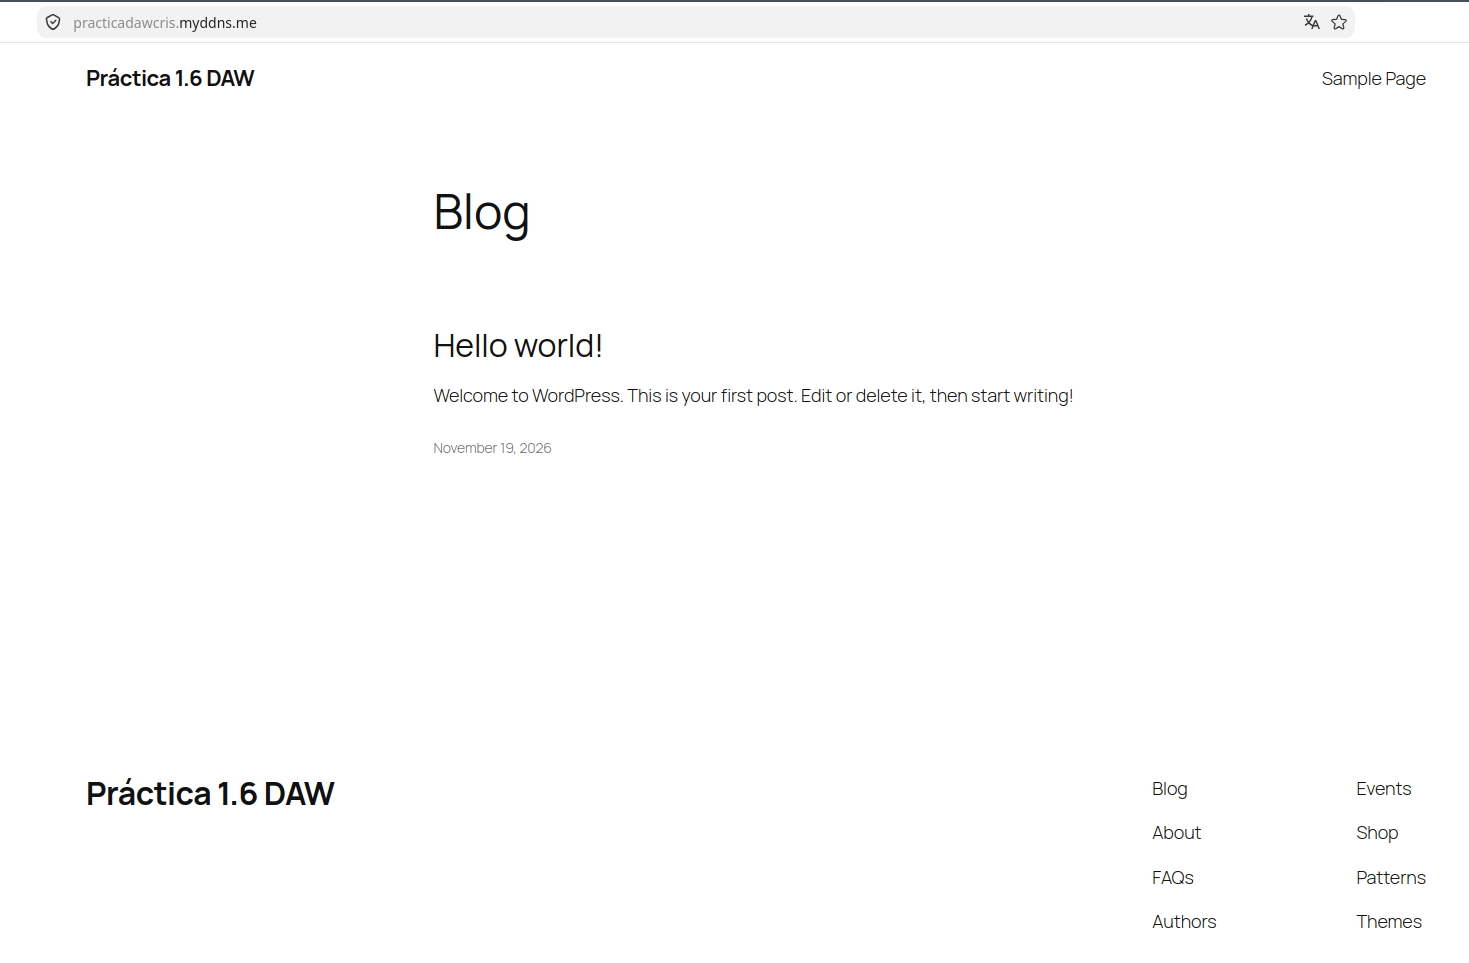 practicadawcris.myddns.me
Práctica 1.6 DAW
Sample Page
Blog
Hello world!
Welcome to WordPress. This is your first post. Edit or delete it, then start writing!
November 19, 2026
Práctica 1.6 DAW
Blog
About
FAQs
Authors
Events
Shop
Patterns
Themes